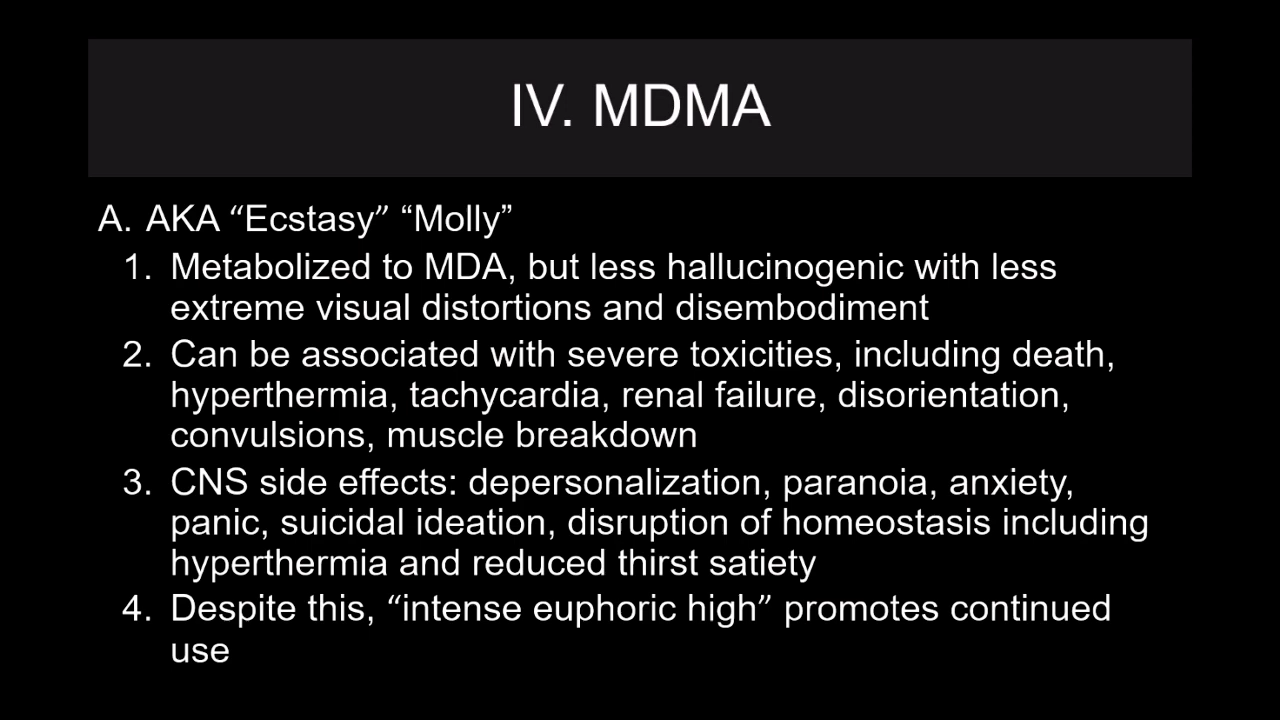 IV. MDMA
A. AKA “Ecstasy” “Molly”
1. Metabolized to MDA, but less hallucinogenic with less
extreme visual distortions and disembodiment
2. Can be associated with severe toxicities, including death,
hyperthermia, tachycardia, renal failure, disorientation,
convulsions, muscle breakdown
3. CNS side effects: depersonalization, paranoia, anxiety,
panic, suicidal ideation, disruption of homeostasis including
hyperthermia and reduced thirst satiety
4. Despite this, “intense euphoric high” promotes continued
use